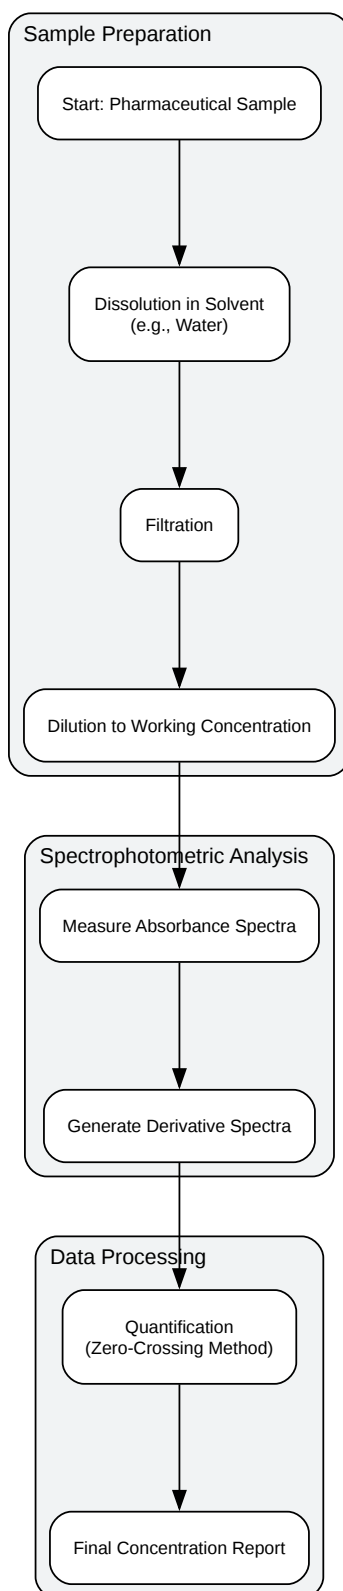 Sample Preparation
Start: Pharmaceutical Sample
Dissolution in Solvent
(e.g., Water)
Filtration
Dilution to Working Concentration
Spectrophotometric Analysis
Measure Absorbance Spectra
Generate Derivative Spectra
Data Processing
Quantification
(Zero-Crossing Method)
Final Concentration Report